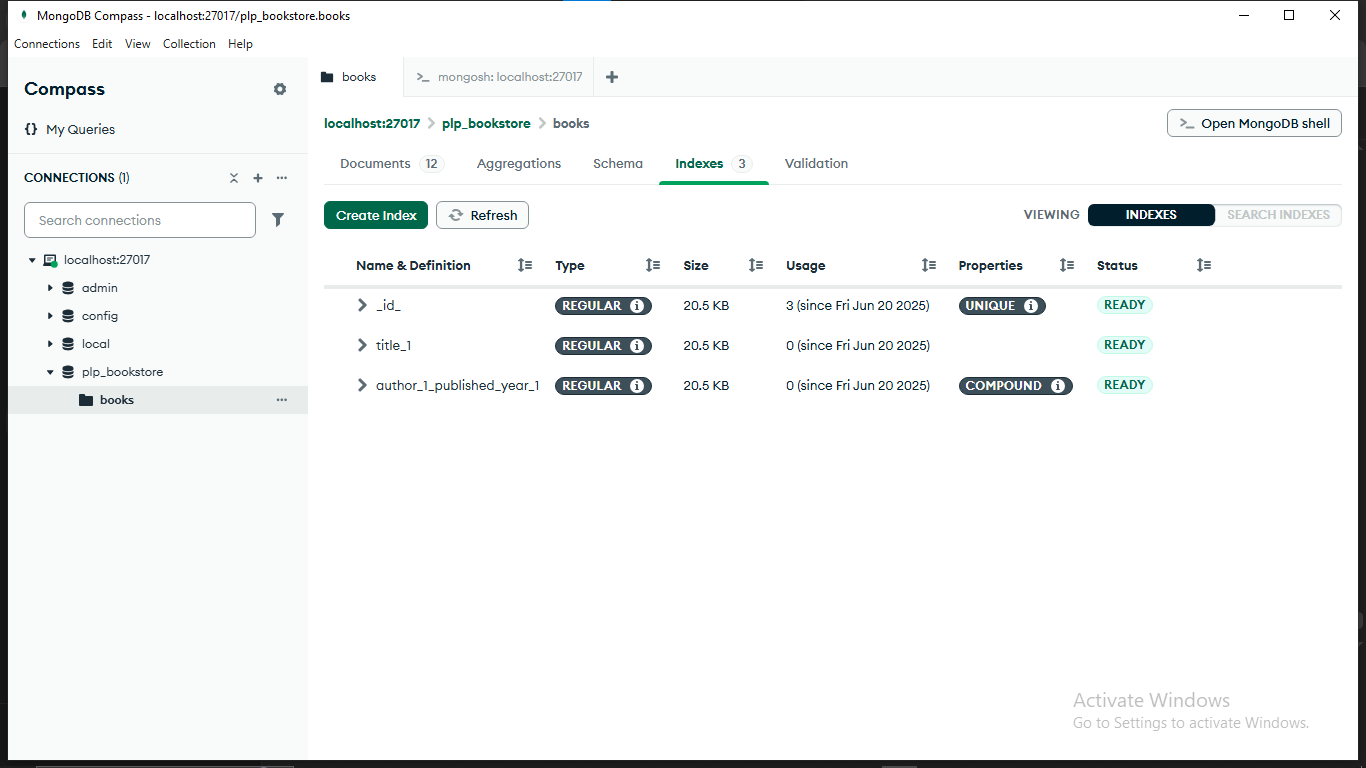 MongoDB Compass - localhost:27017/plp_bookstore.books
Connections Edit View Collection Help
Compass
{} My Queries
CONNECTIONS (1)
Search connections
localhost:27017
admin
config
local
plp_bookstore
books
books
>_ mongosh: localhost:27017
localhost:27017 > plp_bookstore > books
>_ Open MongoDB shell
Documents 12 Aggregations Schema Indexes 3 Validation
Create Index Refresh
VIEWING INDEXES SEARCH INDEXES
Name & Definition Type Size Usage Properties Status
_id_ REGULAR 20.5 KB 3 (since Fri Jun 20 2025) UNIQUE READY
title_1 REGULAR 20.5 KB 0 (since Fri Jun 20 2025) READY
author_1_published_year_1 REGULAR 20.5 KB 0 (since Fri Jun 20 2025) COMPOUND READY
Activate Windows
Go to Settings to activate Windows.